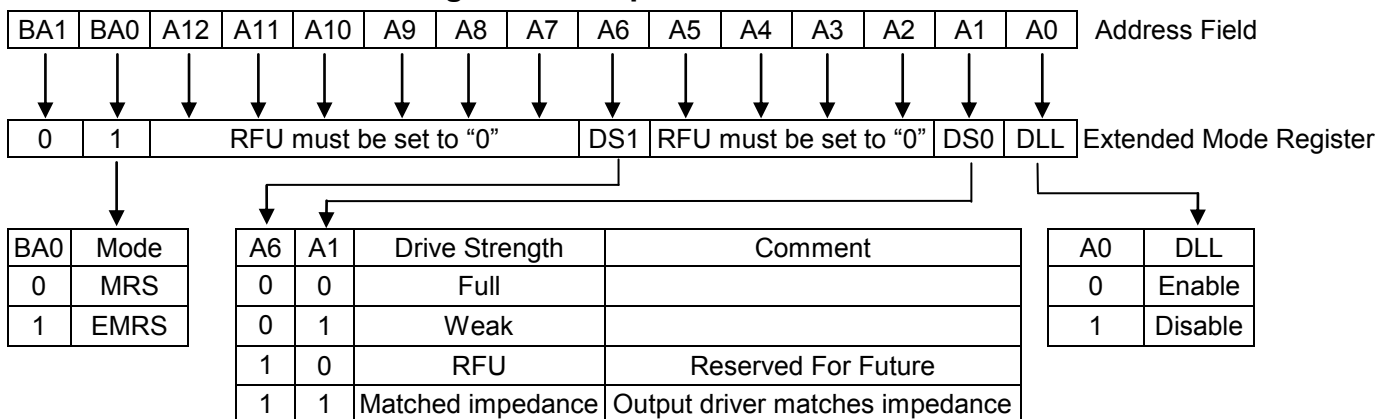 BA1 BA0 A12 A11 A10 A9 A8 A7 A6 A5 A4 A3 A2 A1 A0 Address Field
0 1 RFU must be set to “0” DS1 RFU must be set to “0” DS0 DLL Extended Mode Register
BA0 Mode A6 A1 Drive Strength Comment A0 DLL
0 MRS 0 0 Full 0 Enable
1 EMRS 0 1 Weak 1 Disable
1 0 RFU Reserved For Future
1 1 Matched impedance Output driver matches impedance